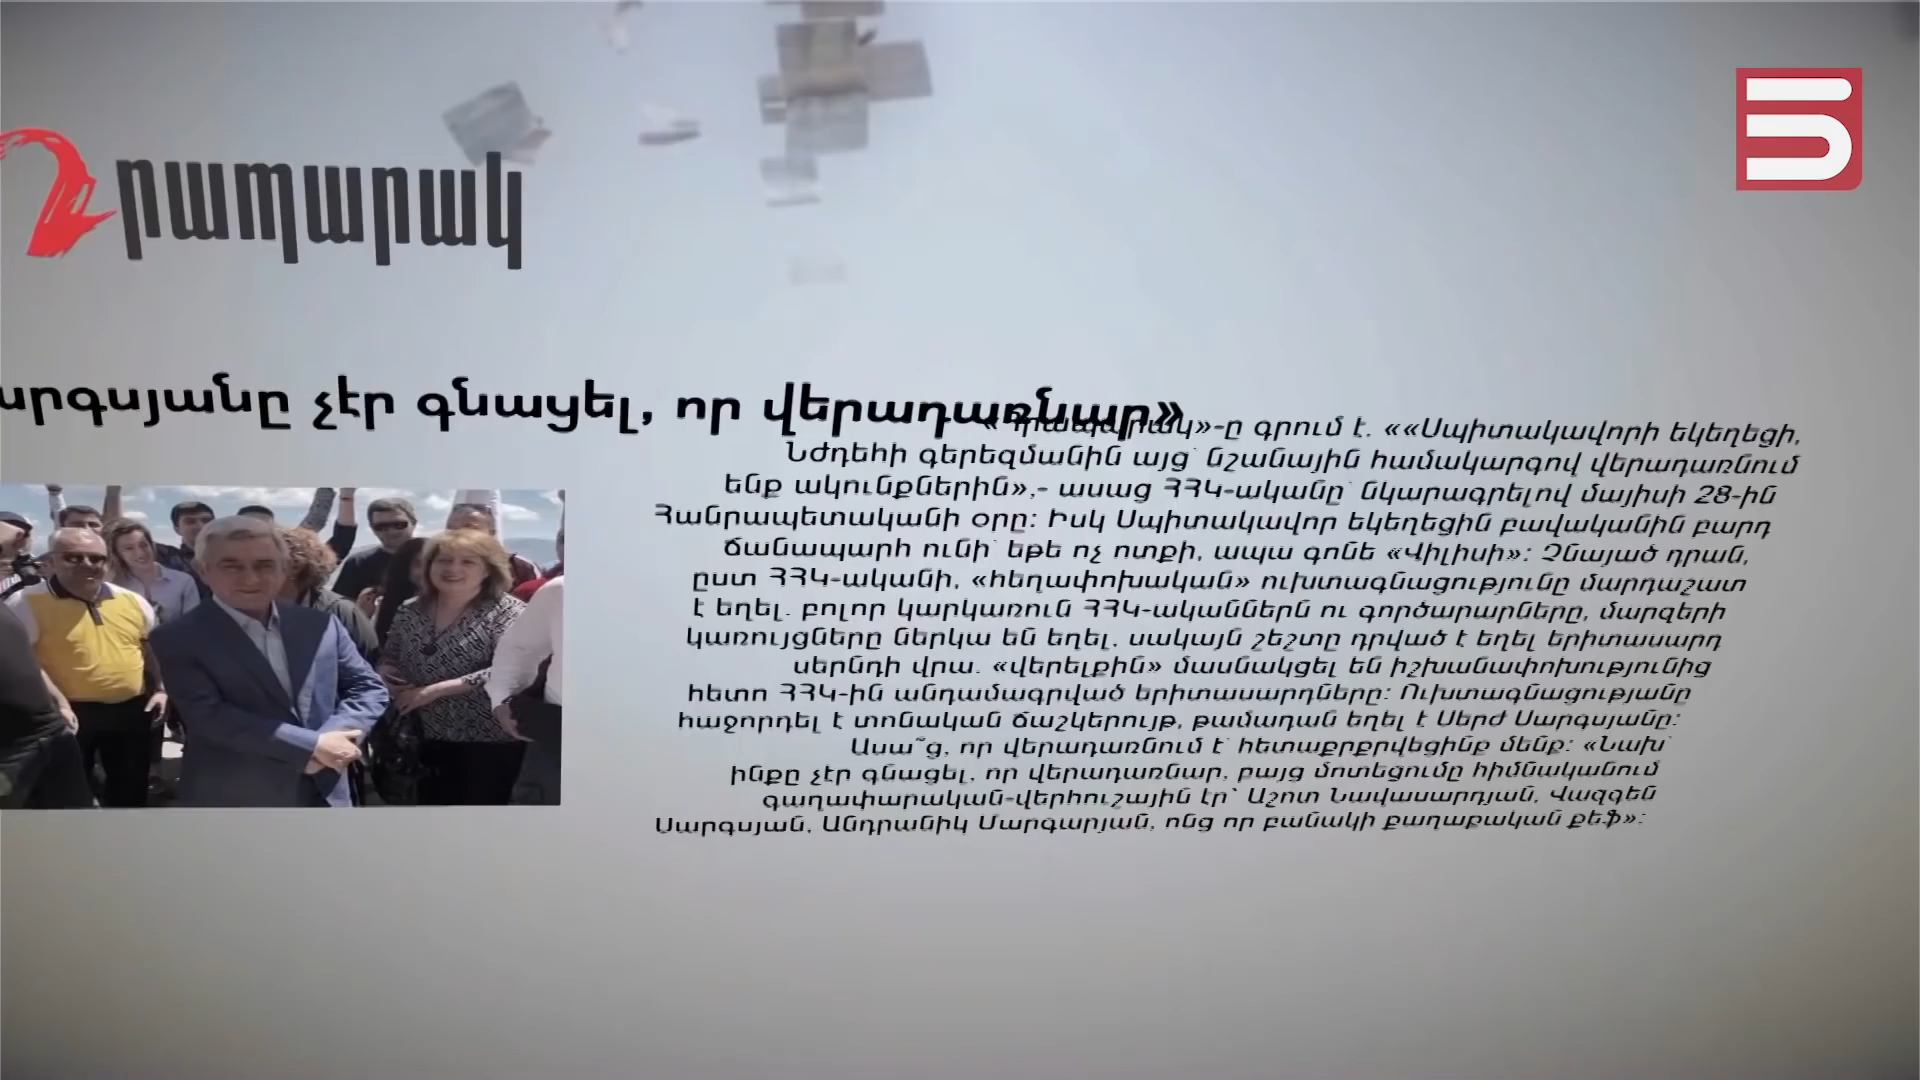 Հրապարակ
արգսյանը չէր գնացել, որ վերադառնար»
«Հրապարակ»-ը գրում է. ««Սպիտակավորի եկեղեցի,
Նժդեհի գերեզմանին այց՝ նշանային համակարգով վերադառնում
ենք ակունքներին»,- ասաց ՀՀԿ-ականը՝ նկարագրելով մայիսի 28-ին
Հանրապետականի օրը: Իսկ Սպիտակավոր եկեղեցին բավականին բարդ
ճանապարհ ունի՝ եթե ոչ ոտքի, ապա գոնե «Վիլիսի»: Չնայած դրան,
ըստ ՀՀԿ-ականի, «հեղափոխական» ուխտագնացությունը մարդաշատ
է եղել. բոլոր կարկառուն ՀՀԿ-ականներն ու գործարարները, մարզերի
կառույցները ներկա են եղել. սակայն շեշտը դրված է եղել երիտասարդ
սերնդի վրա. «վերելքին» մասնակցել են իշխանափոխությունից
հետո ՀՀԿ-ին անդամագրված երիտասարդները: Ուխտագնացությանը
հաջորդել է տոնական ճաշկերույթ, թամադան եղել է Սերժ Սարգսյանը:
Ասա՞ց, որ վերադառնում է՝ հետաքրքրվեցինք մենք: «Նախ՝
ինքը չէր գնացել, որ վերադառնար, բայց մոտեցումը հիմնականում
գաղափարական-վերհուշային էր՝ Աշոտ Նավասարդյան, Վազգեն
Սարգսյան, Անդրանիկ Մարգարյան, ոնց որ բանակի քաղաքական քեֆ»: